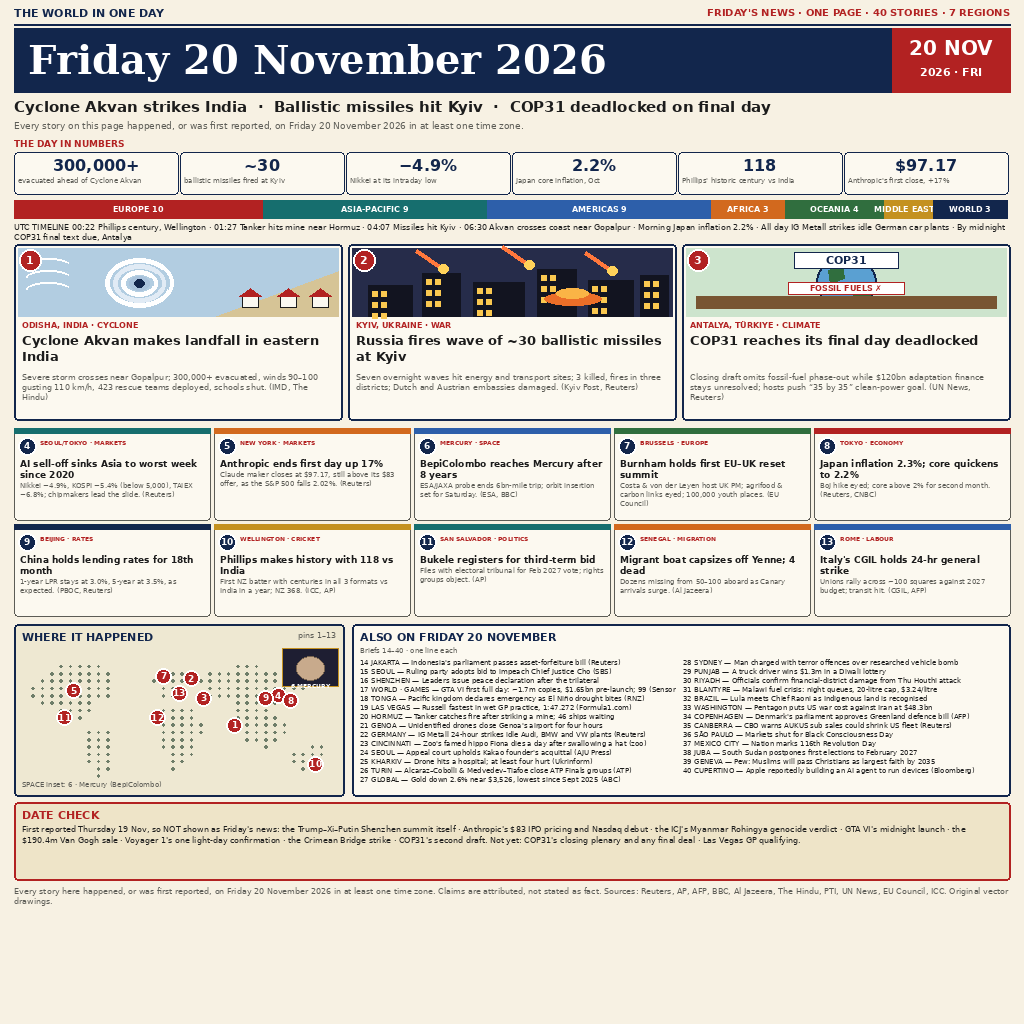 THE WORLD IN ONE DAY
FRIDAY'S NEWS · ONE PAGE · 40 STORIES · 7 REGIONS
Friday 20 November 2026
20 NOV
2026 · FRI
Cyclone Akvan strikes India · Ballistic missiles hit Kyiv · COP31 deadlocked on final day
Every story on this page happened, or was first reported, on Friday 20 November 2026 in at least one time zone.
THE DAY IN NUMBERS
300,000+
evacuated ahead of Cyclone Akvan
~30
ballistic missiles fired at Kyiv
−4.9%
Nikkei at its intraday low
2.2%
Japan core inflation, Oct
118
Phillips' historic century vs India
$97.17
Anthropic's first close, +17%
EUROPE 10
ASIA-PACIFIC 9
AMERICAS 9
AFRICA 3
OCEANIA 4
MIDDLE EAST
WORLD 3
UTC TIMELINE 00:22 Phillips century, Wellington · 01:27 Tanker hits mine near Hormuz · 04:07 Missiles hit Kyiv · 06:30 Akvan crosses coast near Gopalpur · Morning Japan inflation 2.2% · All day IG Metall strikes idle German car plants · By midnight
COP31 final text due, Antalya
1
ODISHA, INDIA · CYCLONE
Cyclone Akvan makes landfall in eastern
India
Severe storm crosses near Gopalpur; 300,000+ evacuated, winds 90–100
gusting 110 km/h, 423 rescue teams deployed, schools shut. (IMD, The
Hindu)
2
KYIV, UKRAINE · WAR
Russia fires wave of ~30 ballistic missiles
at Kyiv
Seven overnight waves hit energy and transport sites; 3 killed, fires in three
districts; Dutch and Austrian embassies damaged. (Kyiv Post, Reuters)
3
COP31
FOSSIL FUELS ✗
ANTALYA, TÜRKIYE · CLIMATE
COP31 reaches its final day deadlocked
Closing draft omits fossil-fuel phase-out while $120bn adaptation finance
stays unresolved; hosts push “35 by 35” clean-power goal. (UN News,
Reuters)
4
SEOUL/TOKYO · MARKETS
AI sell-off sinks Asia to worst week
since 2020
Nikkei −4.9%, KOSPI −5.4% (below 5,000), TAIEX
−6.8%; chipmakers lead the slide. (Reuters)
5
NEW YORK · MARKETS
Anthropic ends first day up 17%
Claude maker closes at $97.17, still above its $83
offer, as the S&P 500 falls 2.02%. (Reuters)
6
MERCURY · SPACE
BepiColombo reaches Mercury after
8 years
ESA/JAXA probe ends 6bn-mile trip; orbit insertion
set for Saturday. (ESA, BBC)
7
BRUSSELS · EUROPE
Burnham holds first EU–UK reset
summit
Costa & von der Leyen host UK PM; agrifood &
carbon links eyed; 100,000 youth places. (EU
Council)
8
TOKYO · ECONOMY
Japan inflation 2.3%; core quickens
to 2.2%
BoJ hike eyed; core above 2% for second month.
(Reuters, CNBC)
9
BEIJING · RATES
China holds lending rates for 18th
month
1-year LPR stays at 3.0%, 5-year at 3.5%, as
expected. (PBOC, Reuters)
10
WELLINGTON · CRICKET
Phillips makes history with 118 vs
India
First NZ batter with centuries in all 3 formats vs
India in a year; NZ 368. (ICC, AP)
11
SAN SALVADOR · POLITICS
Bukele registers for third-term bid
Files with electoral tribunal for Feb 2027 vote; rights
groups object. (AP)
12
SENEGAL · MIGRATION
Migrant boat capsizes off Yenne; 4
dead
Dozens missing from 50–100 aboard as Canary
arrivals surge. (Al Jazeera)
13
ROME · LABOUR
Italy's CGIL holds 24-hr general
strike
Unions rally across ~100 squares against 2027
budget; transit hit. (CGIL, AFP)
WHERE IT HAPPENED
pins 1–13
7
2
5
13
3
9
4
8
11
12
1
10
SPACE inset: 6 · Mercury (BepiColombo)
ALSO ON FRIDAY 20 NOVEMBER
Briefs 14–40 · one line each
14 JAKARTA — Indonesia's parliament passes asset-forfeiture bill (Reuters)
15 SEOUL — Ruling party adopts bid to impeach Chief Justice Cho (SBS)
16 SHENZHEN — Leaders issue peace declaration after the trilateral
17 WORLD · GAMES — GTA VI first full day: ~1.7m copies, $1.65bn pre-launch; 99 (Sensor
18 TONGA — Pacific kingdom declares emergency as El Niño drought bites (RNZ)
19 LAS VEGAS — Russell fastest in wet GP practice, 1:47.272 (Formula1.com)
20 HORMUZ — Tanker catches fire after striking a mine; 46 ships waiting
21 GENOA — Unidentified drones close Genoa's airport for four hours
22 GERMANY — IG Metall 24-hour strikes idle Audi, BMW and VW plants (Reuters)
23 CINCINNATI — Zoo's famed hippo Fiona dies a day after swallowing a hat (zoo)
24 SEOUL — Appeal court upholds Kakao founder's acquittal (AJU Press)
25 KHARKIV — Drone hits a hospital; at least four hurt (Ukrinform)
26 TURIN — Alcaraz–Cobolli & Medvedev–Tiafoe close ATP Finals groups (ATP)
27 GLOBAL — Gold down 2.6% near $3,526, lowest since Sept 2025 (ABC)
28 SYDNEY — Man charged with terror offences over researched vehicle bomb
29 PUNJAB — A truck driver wins $1.3m in a Diwali lottery
30 RIYADH — Officials confirm financial-district damage from Thu Houthi attack
31 BLANTYRE — Malawi fuel crisis: night queues, 20-litre cap, $3.24/litre
32 BRAZIL — Lula meets Chief Raoni as Indigenous land is recognised
33 WASHINGTON — Pentagon puts US war cost against Iran at $48.3bn
34 COPENHAGEN — Denmark's parliament approves Greenland defence bill (AFP)
35 CANBERRA — CBO warns AUKUS sub sales could shrink US fleet (Reuters)
36 SÃO PAULO — Markets shut for Black Consciousness Day
37 MEXICO CITY — Nation marks 116th Revolution Day
38 JUBA — South Sudan postpones first elections to February 2027
39 GENEVA — Pew: Muslims will pass Christians as largest faith by 2035
40 CUPERTINO — Apple reportedly building an AI agent to run devices (Bloomberg)
DATE CHECK
First reported Thursday 19 Nov, so NOT shown as Friday's news: the Trump–Xi–Putin Shenzhen summit itself · Anthropic's $83 IPO pricing and Nasdaq debut · the ICJ's Myanmar Rohingya genocide verdict · GTA VI's midnight launch · the
$190.4m Van Gogh sale · Voyager 1's one light-day confirmation · the Crimean Bridge strike · COP31's second draft. Not yet: COP31's closing plenary and any final deal · Las Vegas GP qualifying.
Every story here happened, or was first reported, on Friday 20 November 2026 in at least one time zone. Claims are attributed, not stated as fact. Sources: Reuters, AP, AFP, BBC, Al Jazeera, The Hindu, PTI, UN News, EU Council, ICC. Original vector
drawings.